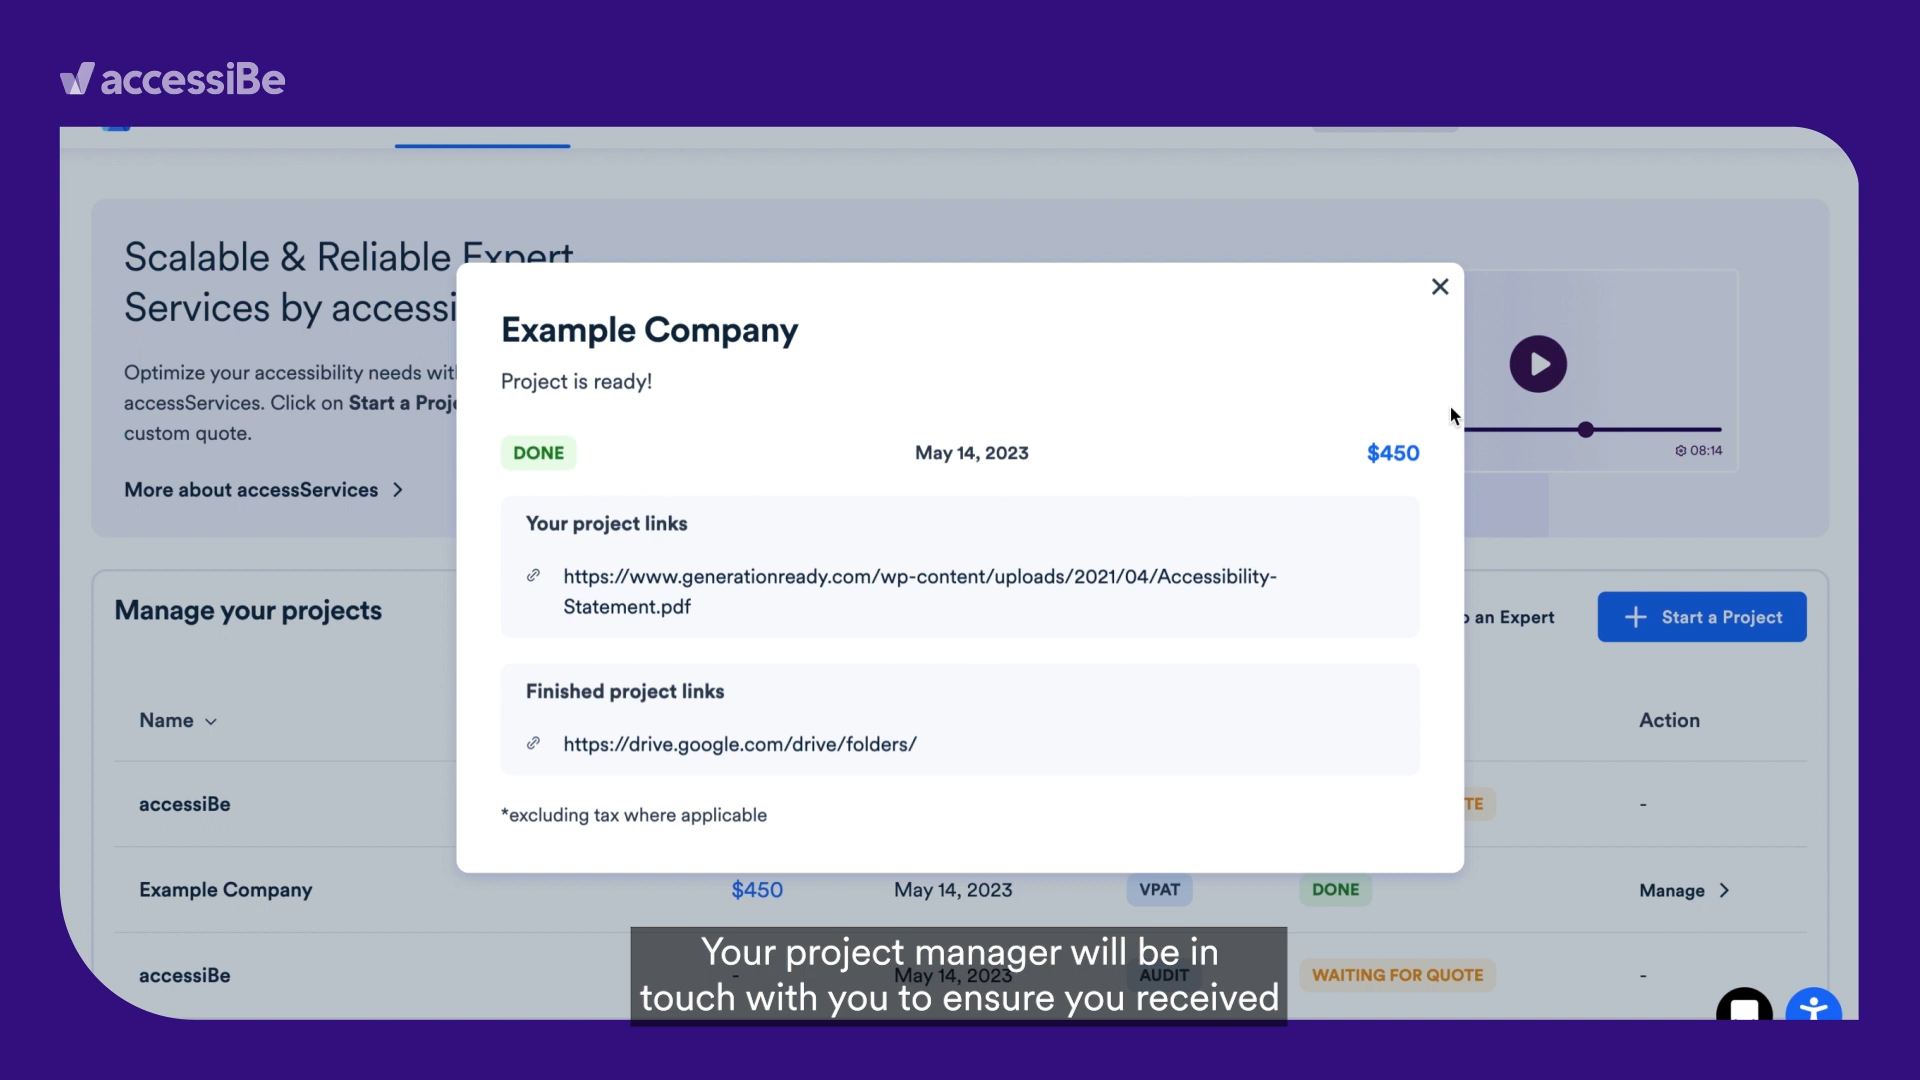 accessiBe
Scalable & Reliable Expert
Services by accessi
Optimize your accessibility needs with
accessServices. Click on Start a Proje
custom quote.
More about accessServices
Example Company
Project is ready!
DONE
May 14, 2023
$450
Your project links
https://www.generationready.com/wp-content/uploads/2021/04/Accessibility-
Statement.pdf
Finished project links
https://drive.google.com/drive/folders/
*excluding tax where applicable
08:14
Manage your projects
o an Expert
Start a Project
Name
Action
accessiBe
TE
-
Example Company
$450
May 14, 2023
VPAT
DONE
Manage
accessiBe
-
May 14, 2023
AUDIT
WAITING FOR QUOTE
-
Your project manager will be in
touch with you to ensure you received